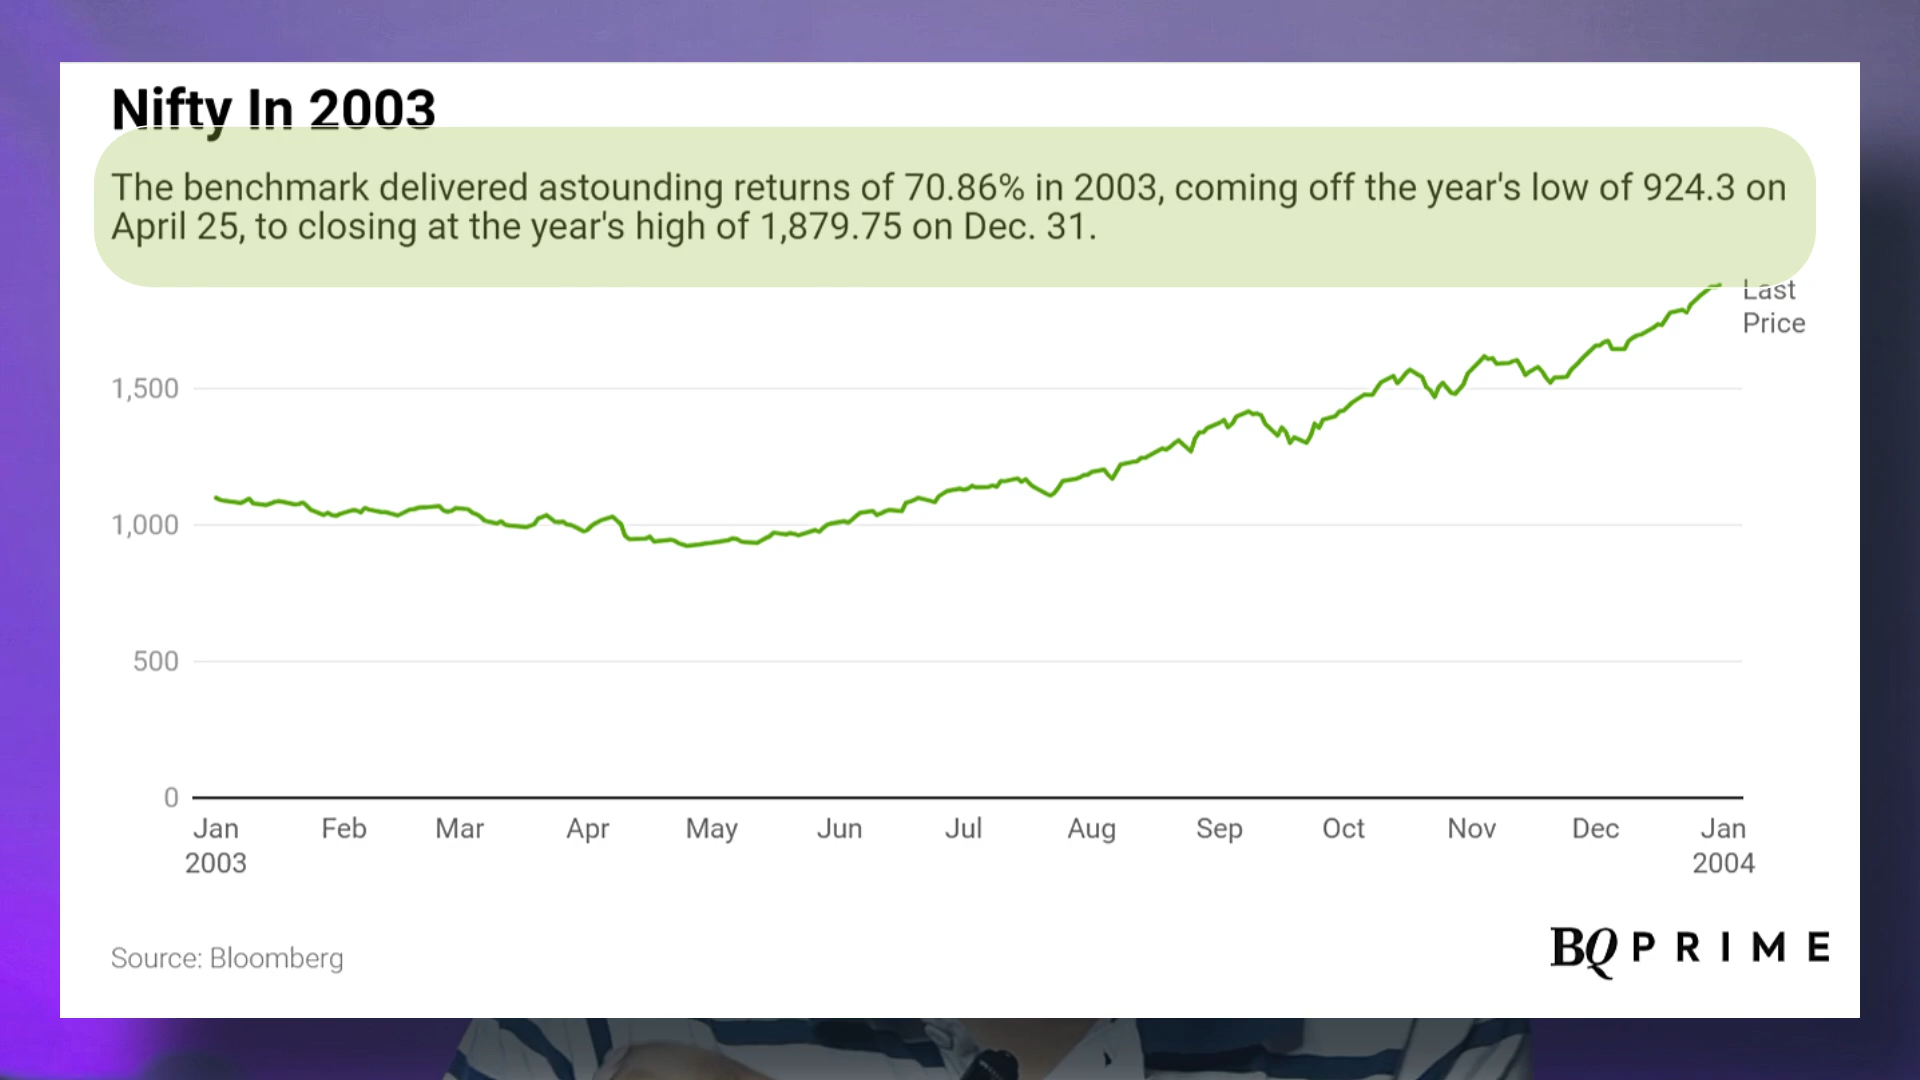 Nifty In 2003
The benchmark delivered astounding returns of 70.86% in 2003, coming off the year's low of 924.3 on
April 25, to closing at the year's high of 1,879.75 on Dec. 31.
Last
Price
1,500
1,000
500
0
Jan Feb Mar Apr May Jun Jul Aug Sep Oct Nov Dec Jan
2003 2004
Source: Bloomberg
BQ PRIME